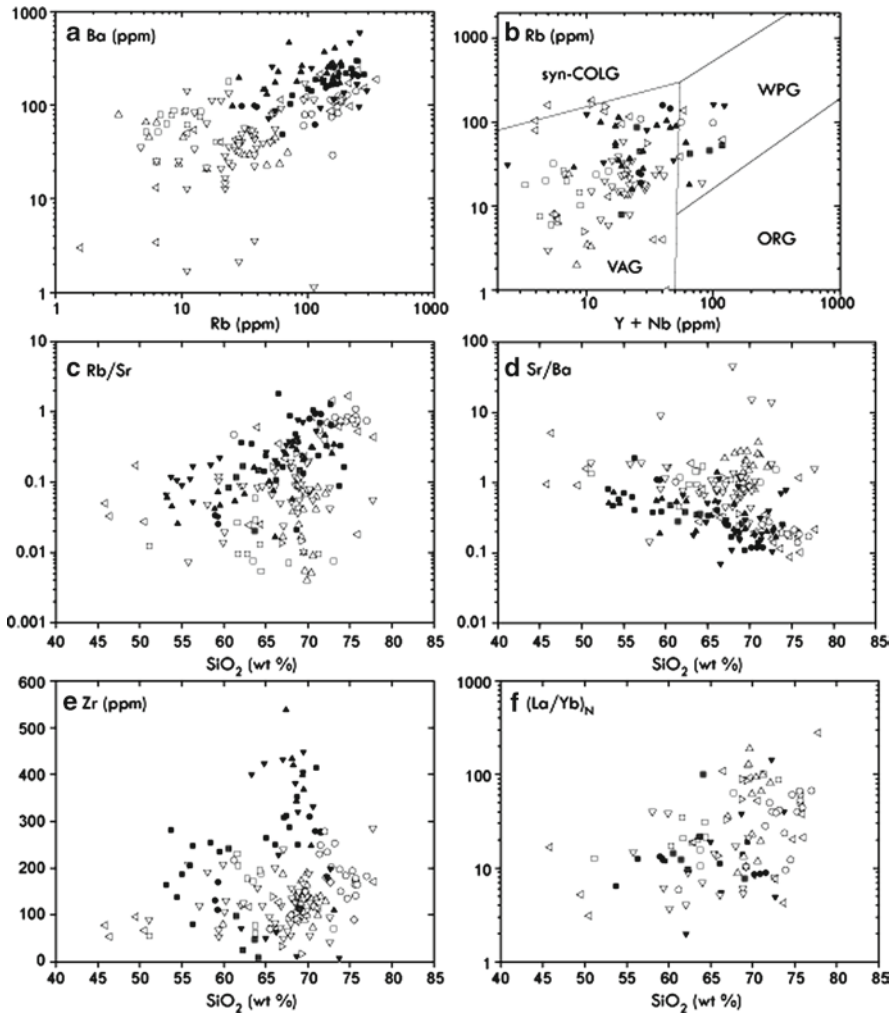 a Ba (ppm)
1000
100
10
1
1 10 100 1000
Rb (ppm)
b Rb (ppm)
1000
100
10
1
syn-COLG
WPG
VAG
ORG
10 100 1000
Y + Nb (ppm)
c Rb/Sr
10
1
0.1
0.01
0.001
40 45 50 55 60 65 70 75 80 85
SiO2 (wt %)
d Sr/Ba
100
10
1
0.1
0.01
40 45 50 55 60 65 70 75 80 85
SiO2 (wt %)
e Zr (ppm)
600
500
400
300
200
100
0
40 45 50 55 60 65 70 75 80 85
SiO2 (wt %)
f (La/Yb)N
1000
100
10
1
40 45 50 55 60 65 70 75 80 85
SiO2 (wt %)